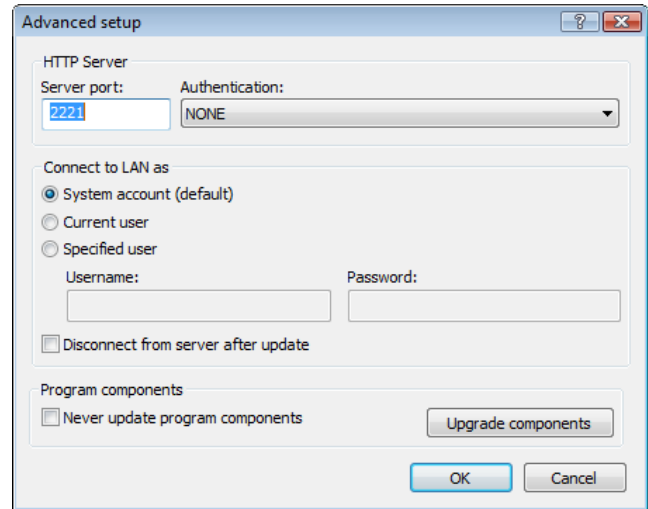 Advanced setup
HTTP Server
Server port: Authentication:
2221 NONE
Connect to LAN as
System account (default)
Current user
Specified user
Username: Password:
Disconnect from server after update
Program components
Never update program components Upgrade components
OK Cancel